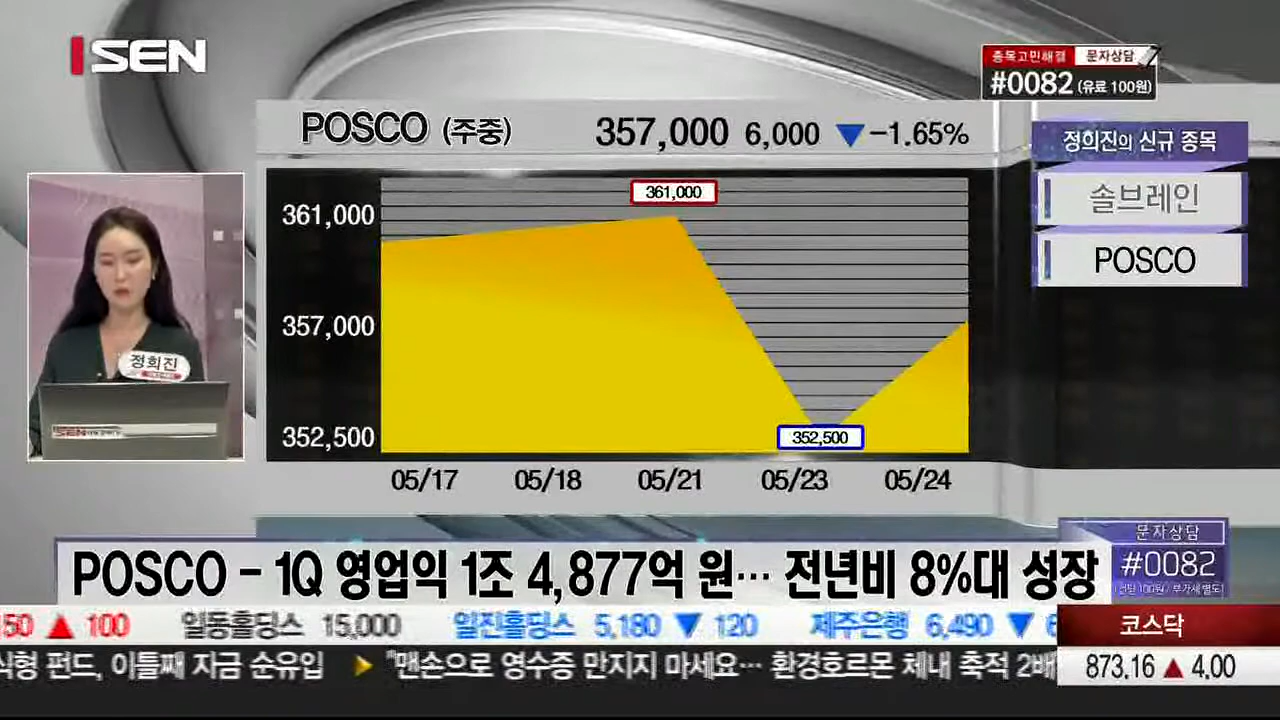 SEN
종목고민해결 문자상담
#0082 (유료 100원)
POSCO (주중) 357,000 6,000 ▼-1.65%
정희진의 신규 종목
솔브레인
POSCO
361,000
361,000
357,000
352,500
352,500
05/17 05/18 05/21 05/23 05/24
정희진
SEN
POSCO - 1Q 영업익 1조 4,877억 원… 전년비 8%대 성장
문자상담
#0082
50 ▲ 100 일동홀딩스 15,000 일진홀딩스 5,180 ▼ 120 제주은행 6,490 ▼ 6
코스닥
식형 펀드, 이틀째 자금 순유입 ▶ "맨손으로 영수증 만지지 마세요… 환경호르몬 체내 축적 2배
873.16 ▲ 4.00